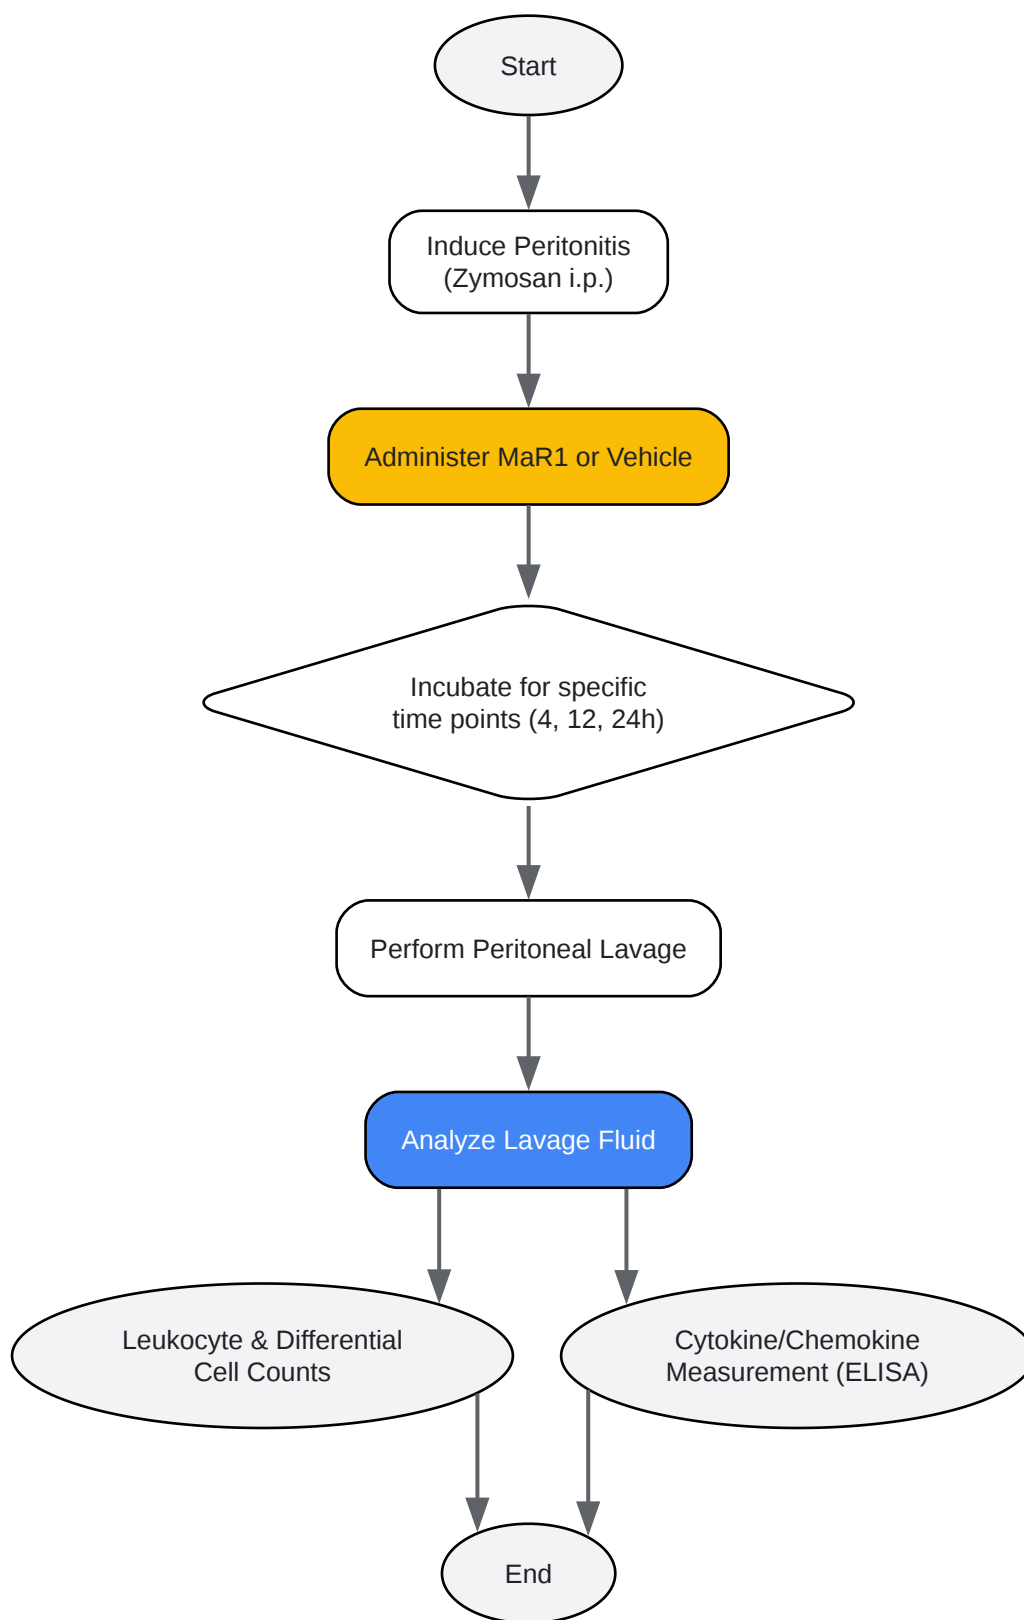 Start
Induce Peritonitis
(Zymosan i.p.)
Administer MaR1 or Vehicle
Incubate for specific
time points (4, 12, 24h)
Perform Peritoneal Lavage
Analyze Lavage Fluid
Leukocyte & Differential
Cell Counts
Cytokine/Chemokine
Measurement (ELISA)
End